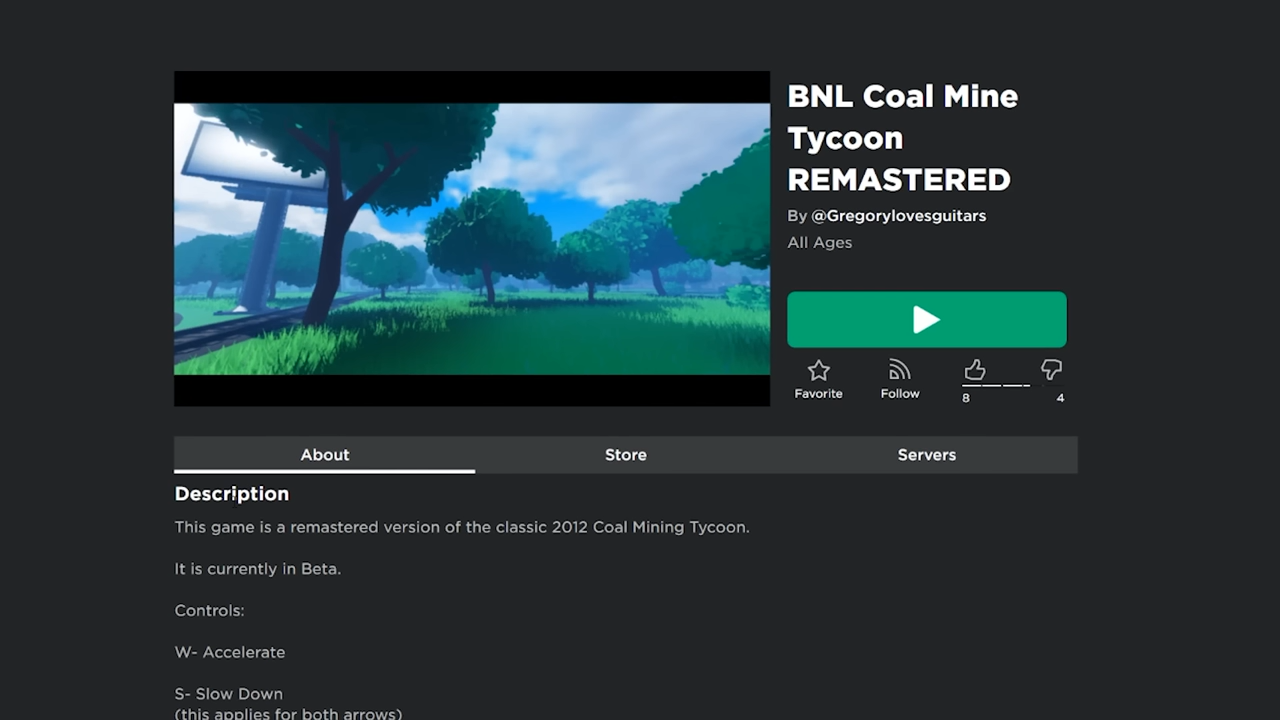 BNL Coal Mine
Tycoon
REMASTERED
By @Gregorylovesguitars
All Ages
Favorite
Follow
8
4
About
Store
Servers
Description
This game is a remastered version of the classic 2012 Coal Mining Tycoon.
It is currently in Beta.
Controls:
W- Accelerate
S- Slow Down
(this applies for both arrows)